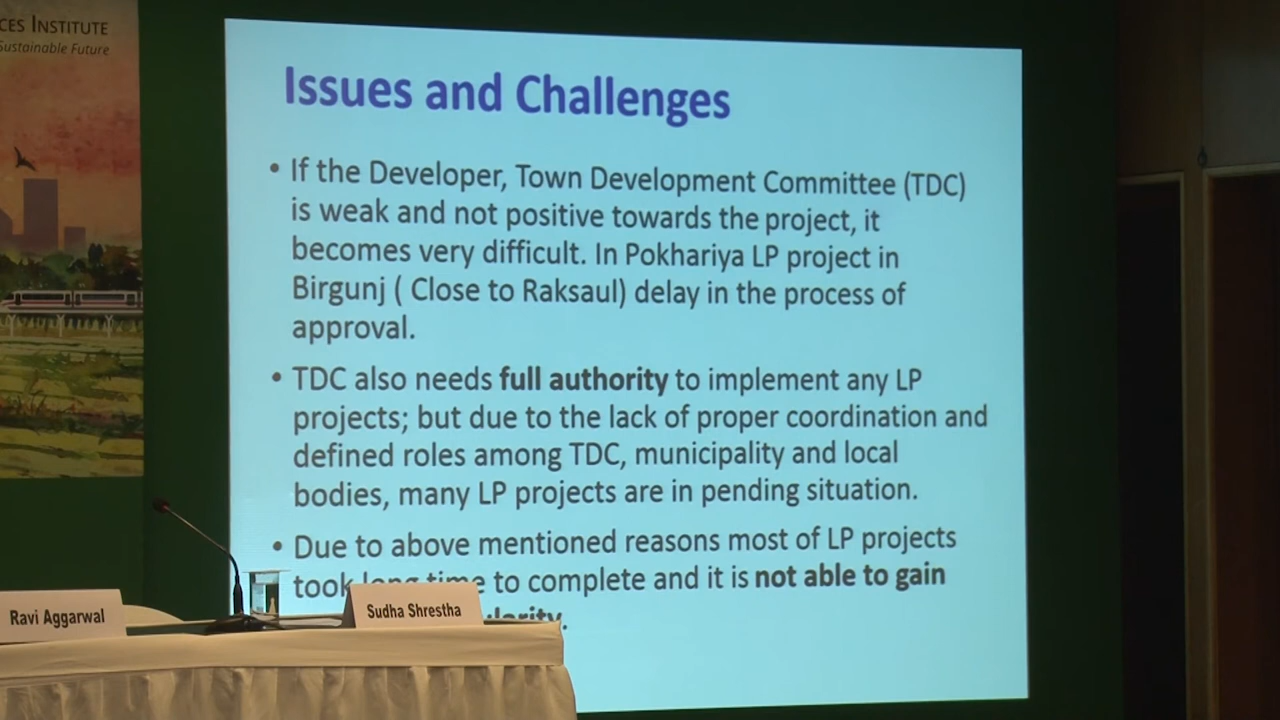 CES INSTITUTE
Sustainable Future
Issues and Challenges
• If the Developer, Town Development Committee (TDC)
is weak and not positive towards the project, it
becomes very difficult. In Pokhariya LP project in
Birgunj ( Close to Raksaul) delay in the process of
approval.
• TDC also needs full authority to implement any LP
projects; but due to the lack of proper coordination and
defined roles among TDC, municipality and local
bodies, many LP projects are in pending situation.
• Due to above mentioned reasons most of LP projects
took long time to complete and it is not able to gain
Ravi Aggarwal
Sudha Shrestha